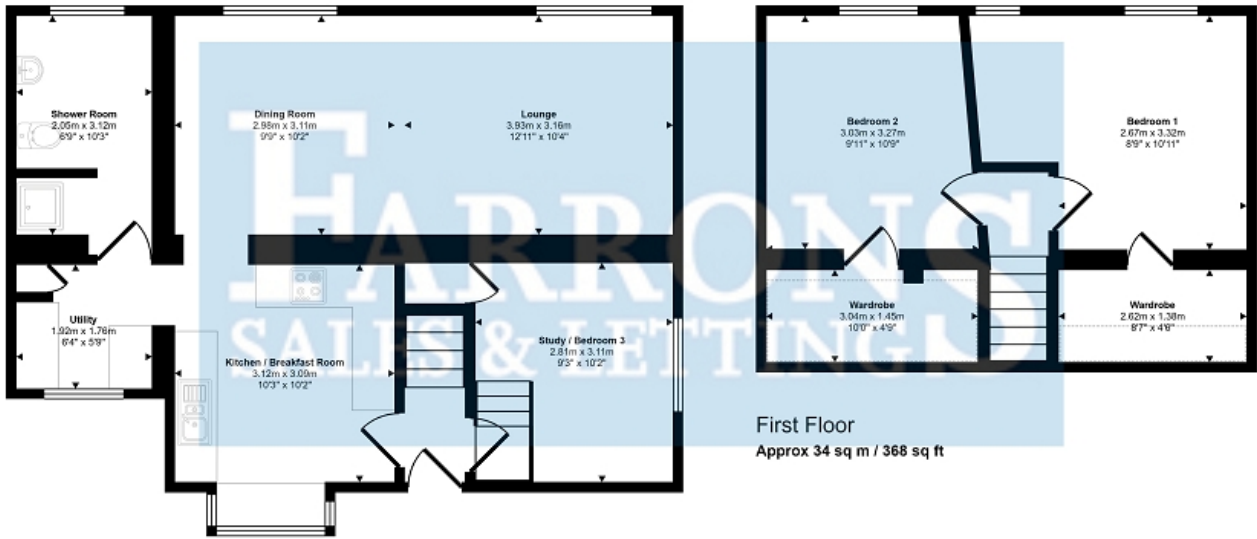 Shower Room
2.05m x 3.12m
6'9" x 10'3"
Dining Room
2.98m x 3.11m
9'9" x 10'2"
Lounge
3.93m x 3.16m
12'11" x 10'4"
Utility
1.92m x 1.76m
6'4" x 5'9"
Kitchen / Breakfast Room
3.12m x 3.09m
10'3" x 10'2"
Study / Bedroom 3
2.81m x 3.11m
9'3" x 10'2"
Bedroom 2
3.03m x 3.27m
9'11" x 10'9"
Bedroom 1
2.67m x 3.32m
8'9" x 10'11"
Wardrobe
3.04m x 1.45m
10'0" x 4'9"
Wardrobe
2.62m x 1.38m
8'7" x 4'6"
First Floor
Approx 34 sq m / 368 sq ft
FARRONS
SALES & LETTINGS